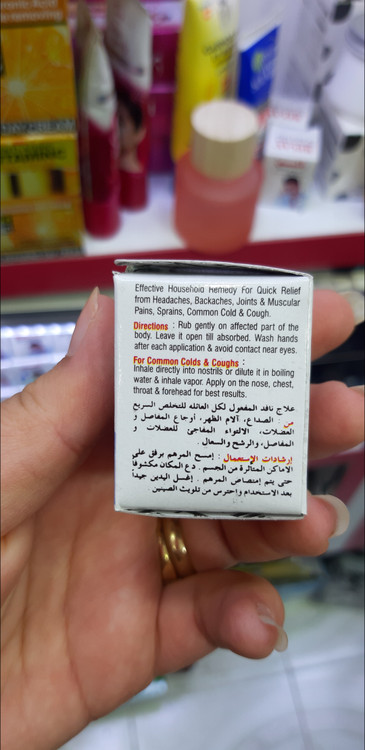 Effective Household Remedy For Quick Relief
from Headaches, Backaches, Joints & Muscular
Pains, Sprains, Common Cold & Cough.
Directions : Rub gently on affected part of the
body. Leave it open till absorbed. Wash hands
after each application & avoid contact near eyes.
For Common Colds & Coughs :
Inhale directly into nostrils or dilute it in boiling
water & inhale vapor. Apply on the nose, chest,
throat & forehead for best results.
علاج نافذ المفعول لكل العائله للتخلص السريع
من : الصداع، آلام الظهر، أوجاع المفاصل و
العضلات، الالتواء المفاجئ للعضلات و
المفاصل، والرشح والسعال.
إرشادات الإستعمال : إمسح المرهم برفق على
الأماكن المتأثرة من الجسم. دع المكان مكشوفا
حتى يتم إمتصاص المرهم. إغسل اليدين جيداً
بعد الاستخدام واحترس من تلويث العينين